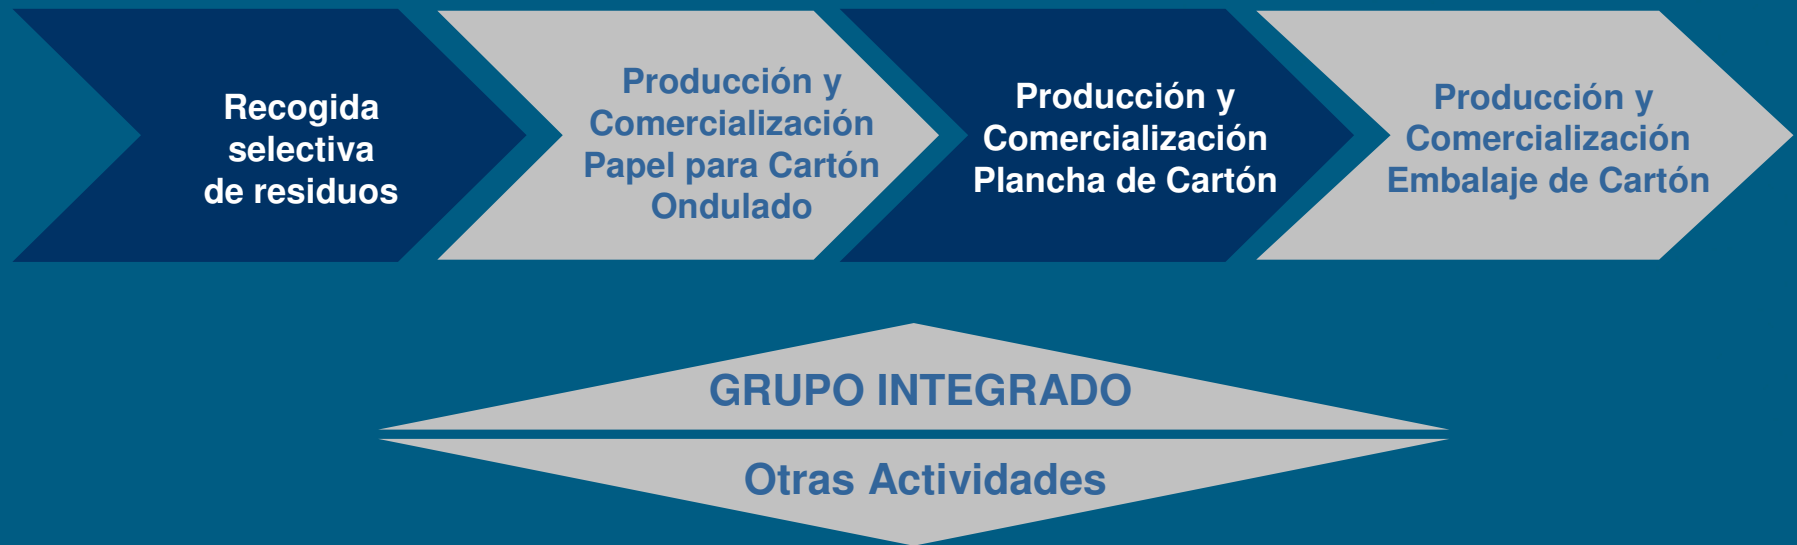 Recogida
selectiva
de residuos
Producción y
Comercialización
Papel para Cartón
Ondulado
Producción y
Comercialización
Plancha de Cartón
Producción y
Comercialización
Embalaje de Cartón
GRUPO INTEGRADO
Otras Actividades